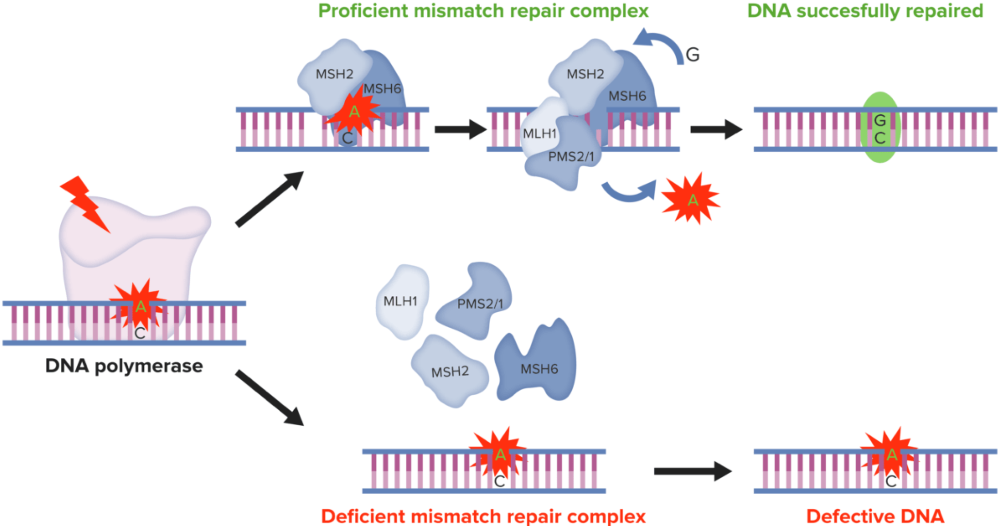 Proficient mismatch repair complex
DNA succesfully repaired
MSH2
MSH6
A
C
MSH2
MSH6
MLH1
PMS2/1
G
A
G
C
A
C
DNA polymerase
MLH1
PMS2/1
MSH2
MSH6
A
C
A
C
Deficient mismatch repair complex
Defective DNA